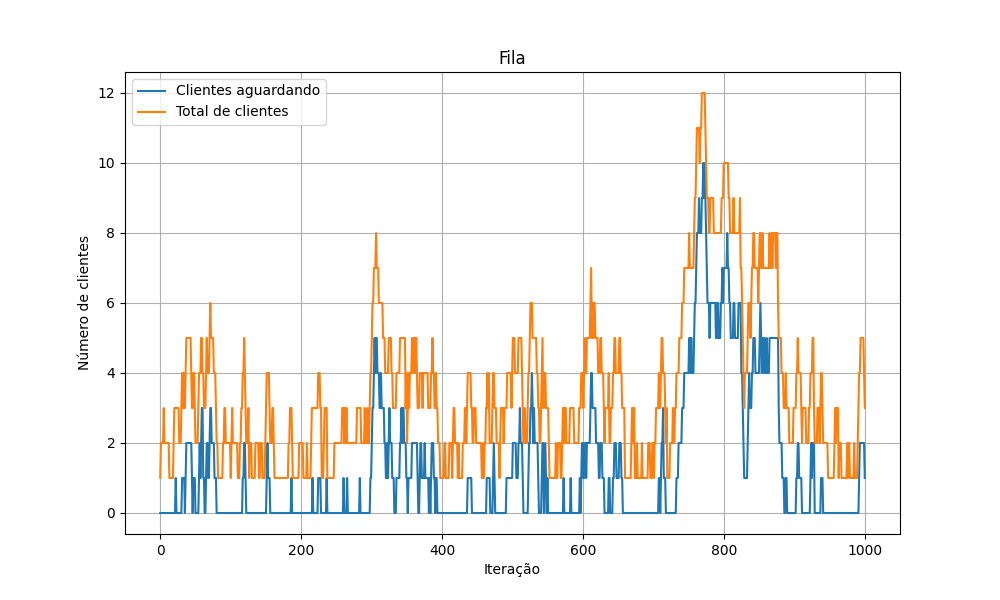 Fila
Clientes aguardando
Total de clientes
Número de clientes
12
10
8
6
4
2
0
0 200 400 600 800 1000
Iteração